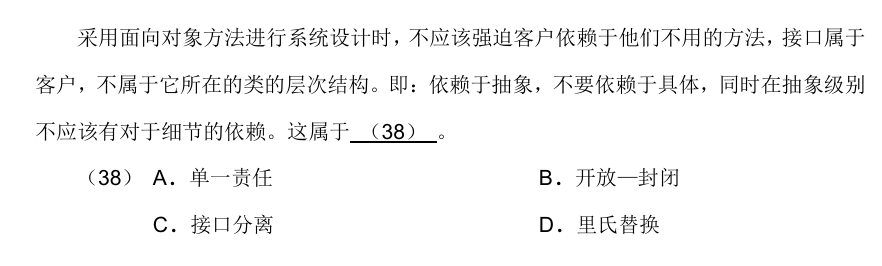 采用面向对象方法进行系统设计时，不应该强迫客户依赖于他们不用的方法，接口属于
客户，不属于它所在的类的层次结构。即：依赖于抽象，不要依赖于具体，同时在抽象级别
不应该有对于细节的依赖。这属于 （38） 。
（38） A．单一责任 B．开放—封闭
C．接口分离 D．里氏替换